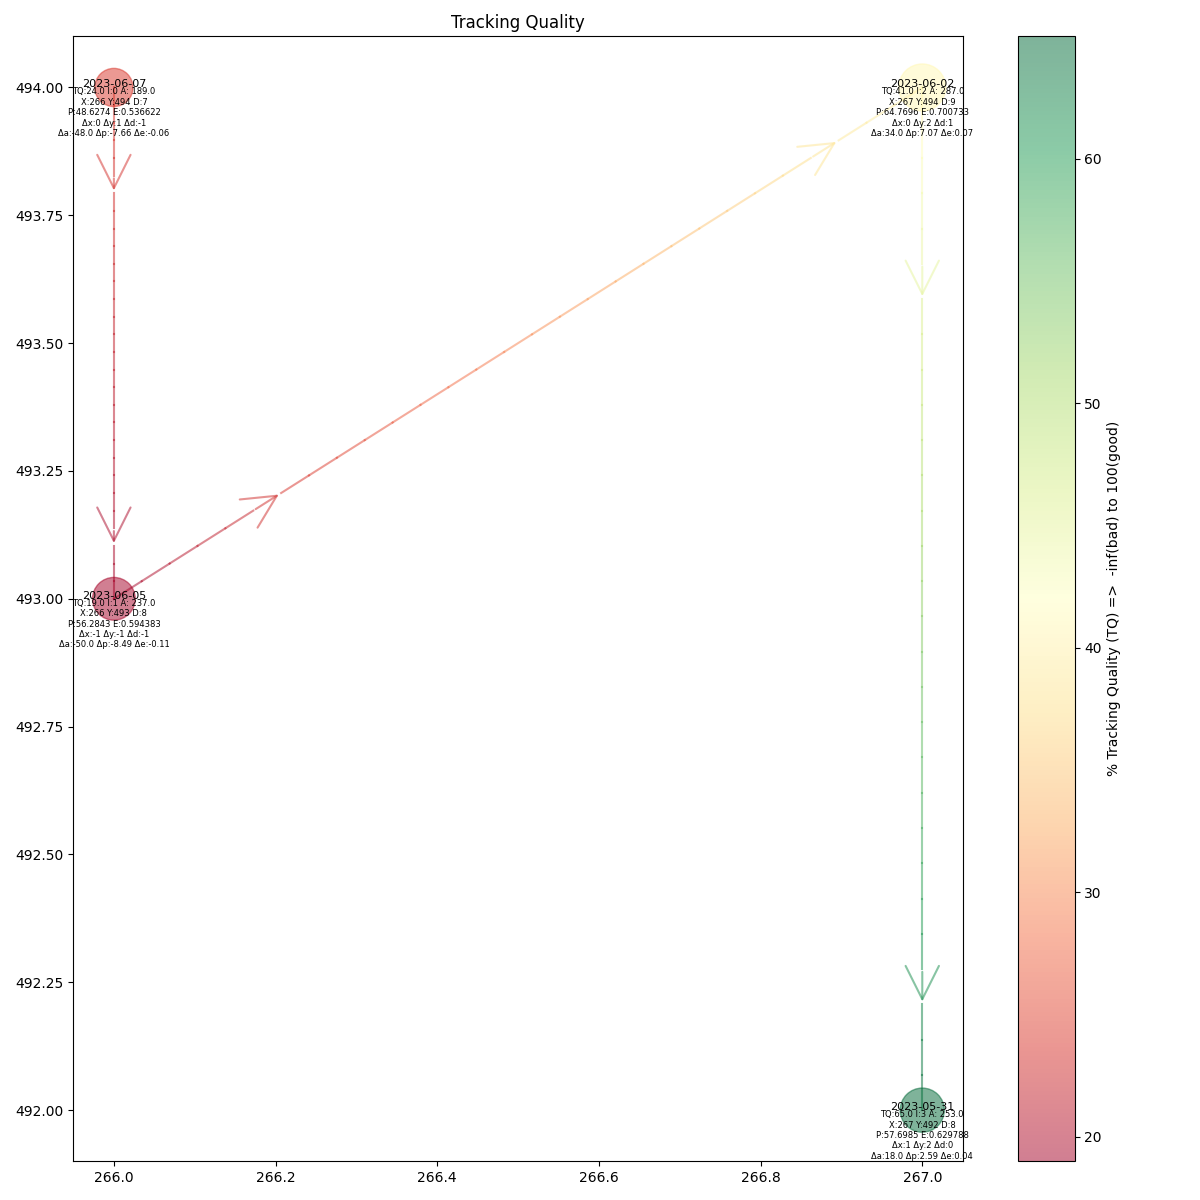 Tracking Quality
494.00
493.75
493.50
493.25
493.00
492.75
492.50
492.25
492.00
2023-06-07
TQ:24.0 I:0 A: 189.0
X:266 Y:494 D:7
P:48.6274 E:0.536622
Δx:0 Δy:1 Δd:-1
Δa:-48.0 Δp:-7.66 Δe:-0.06
2023-06-02
TQ:41.0 I:2 A: 287.0
X:267 Y:494 D:9
P:64.7696 E:0.700733
Δx:0 Δy:2 Δd:1
Δa:34.0 Δp:7.07 Δe:0.07
2023-06-05
TQ:19.0 I:1 A: 237.0
X:266 Y:493 D:8
P:56.2843 E:0.594383
Δx:-1 Δy:-1 Δd:-1
Δa:-50.0 Δp:-8.49 Δe:-0.11
2023-05-31
TQ:65.0 I:3 A: 253.0
X:267 Y:492 D:8
P:57.6985 E:0.629788
Δx:1 Δy:2 Δd:0
Δa:18.0 Δp:2.59 Δe:0.04
266.0 266.2 266.4 266.6 266.8 267.0
60
50
40
30
20
% Tracking Quality (TQ) => -inf(bad) to 100(good)